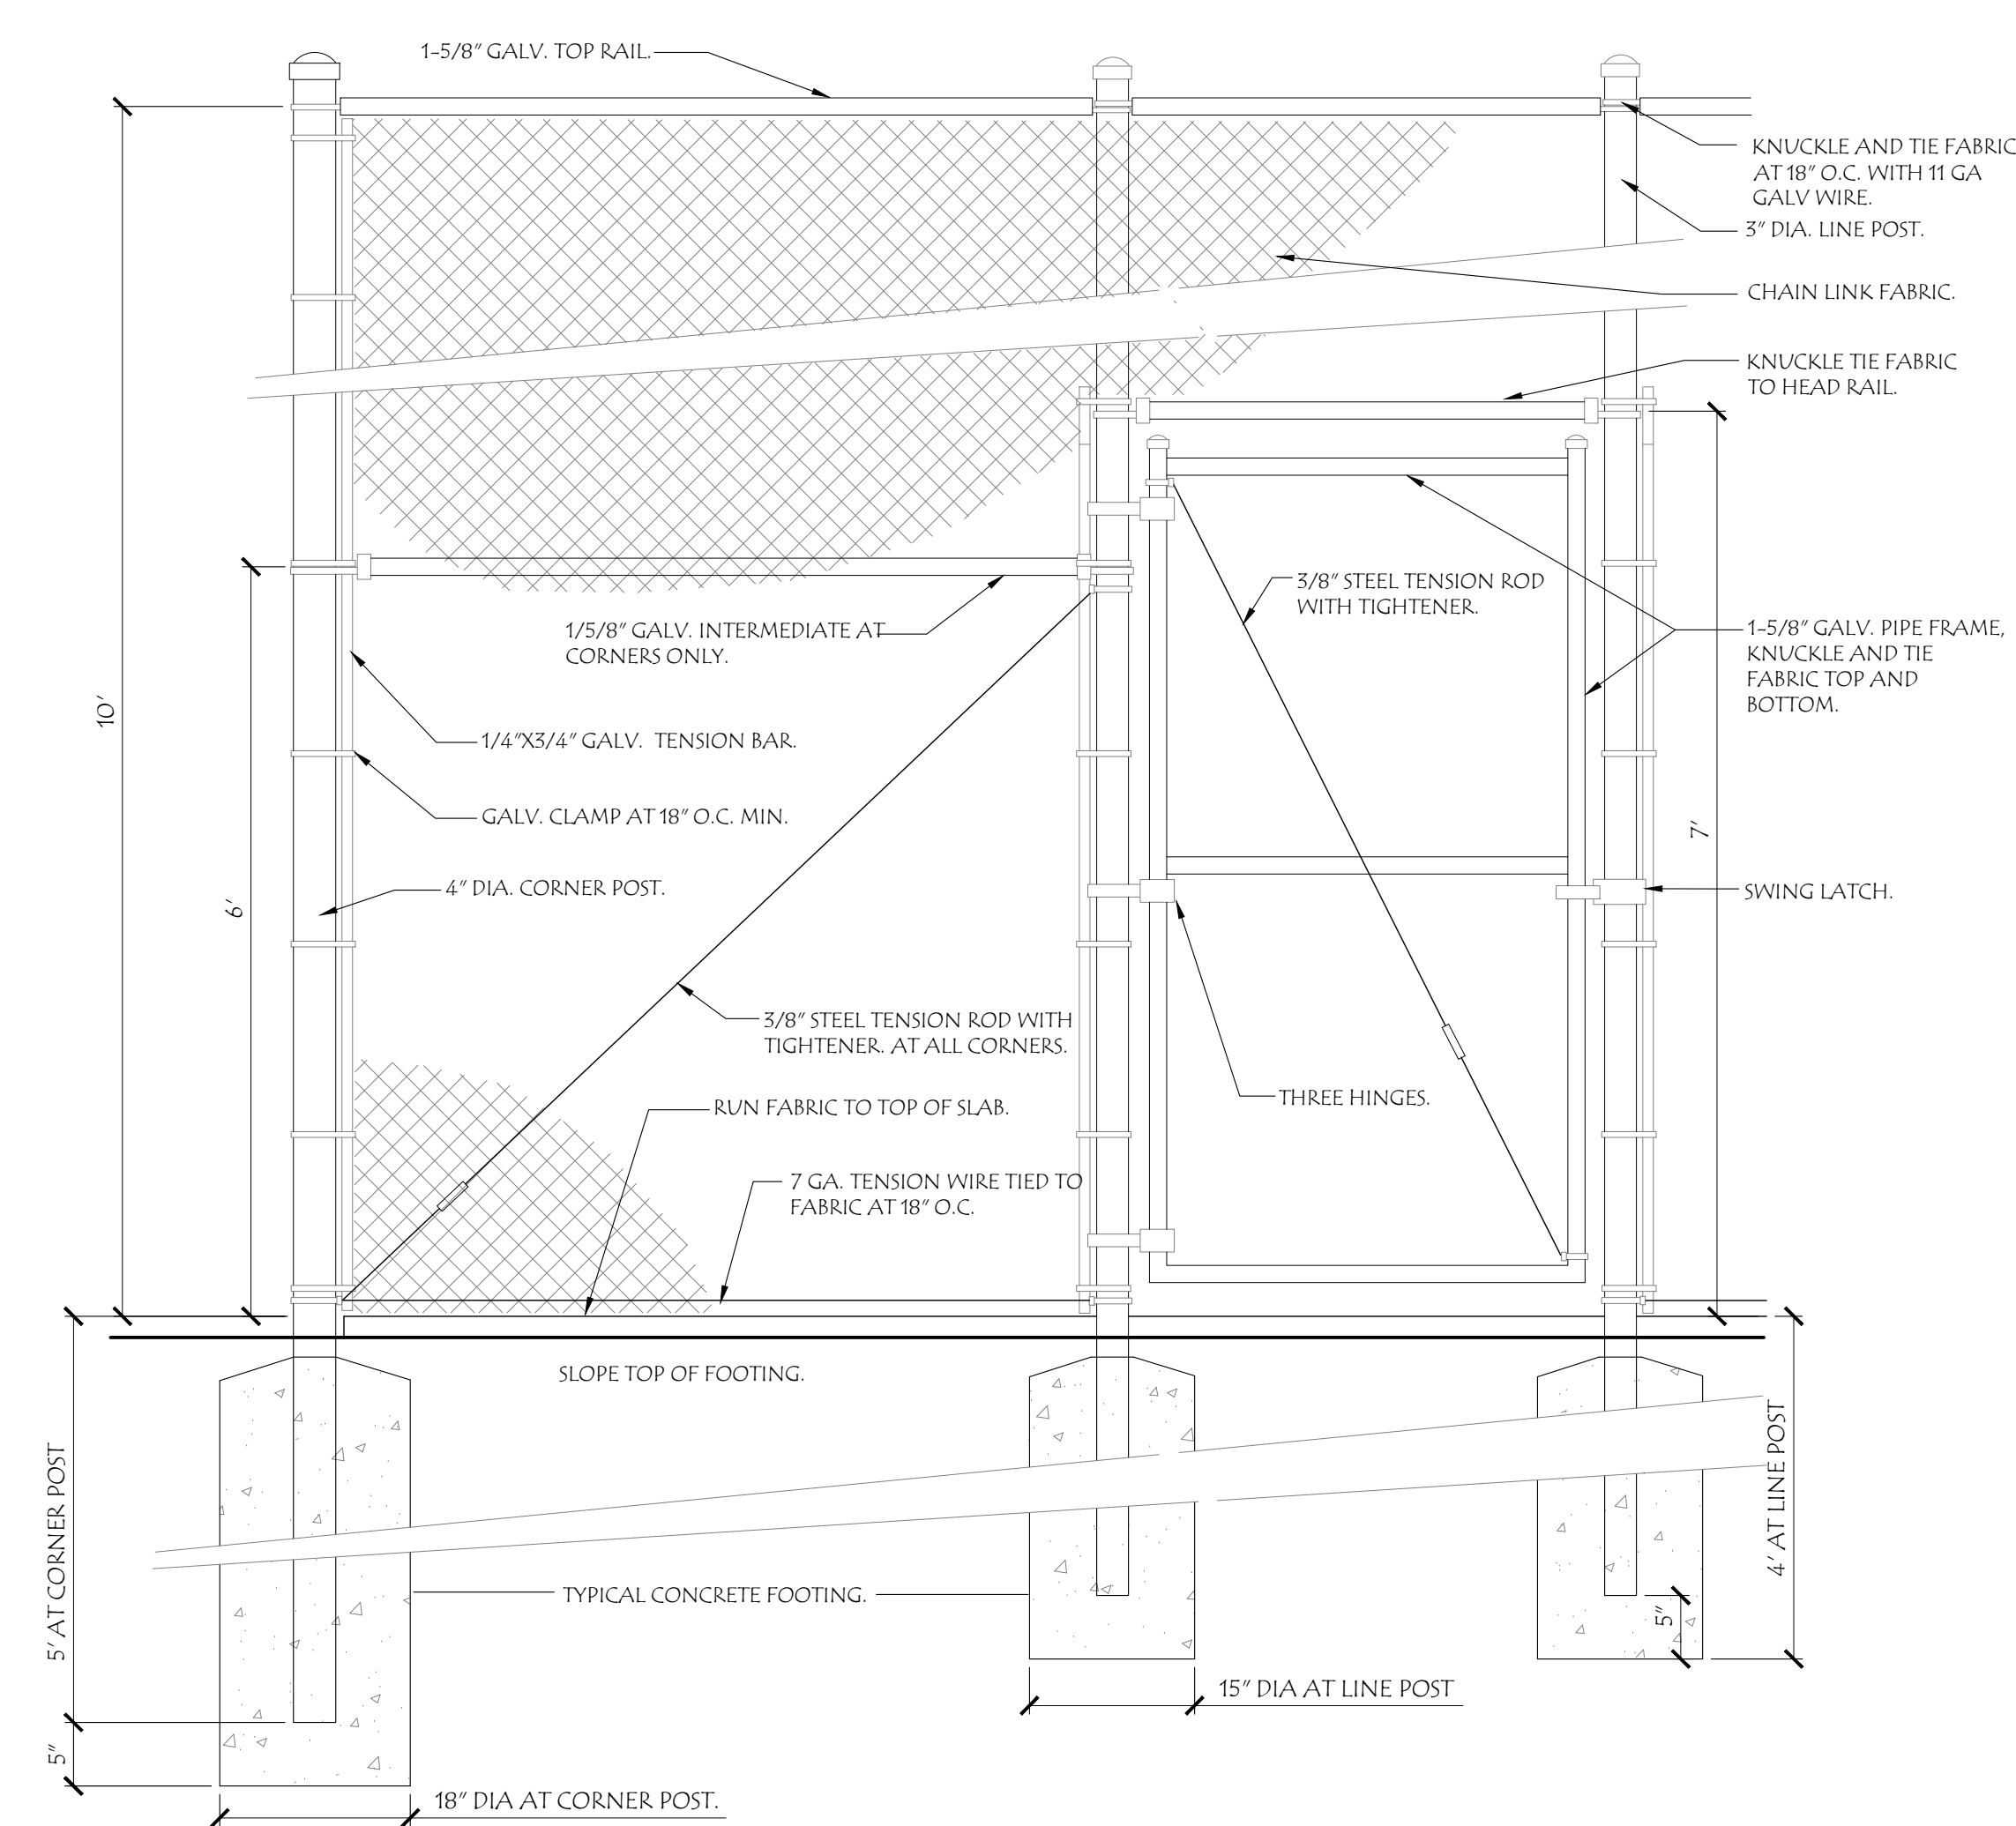 1-5/8" GALV. TOP RAIL.
KNUCKLE AND TIE FABRIC
AT 18" O.C. WITH 11 GA
GALV WIRE.
3" DIA. LINE POST.
CHAIN LINK FABRIC.
KNUCKLE TIE FABRIC
TO HEAD RAIL.
3/8" STEEL TENSION ROD
WITH TIGHTENER.
1/5/8" GALV. INTERMEDIATE AT
CORNERS ONLY.
1-5/8" GALV. PIPE FRAME,
KNUCKLE AND TIE
FABRIC TOP AND
BOTTOM.
10'
1/4"X3/4" GALV. TENSION BAR.
GALV. CLAMP AT 18" O.C. MIN.
7'
4" DIA. CORNER POST.
SWING LATCH.
6'
3/8" STEEL TENSION ROD WITH
TIGHTENER. AT ALL CORNERS.
THREE HINGES.
RUN FABRIC TO TOP OF SLAB.
7 GA. TENSION WIRE TIED TO
FABRIC AT 18" O.C.
SLOPE TOP OF FOOTING.
5' AT CORNER POST
4' AT LINE POST
TYPICAL CONCRETE FOOTING.
5"
15" DIA AT LINE POST
5"
18" DIA AT CORNER POST.